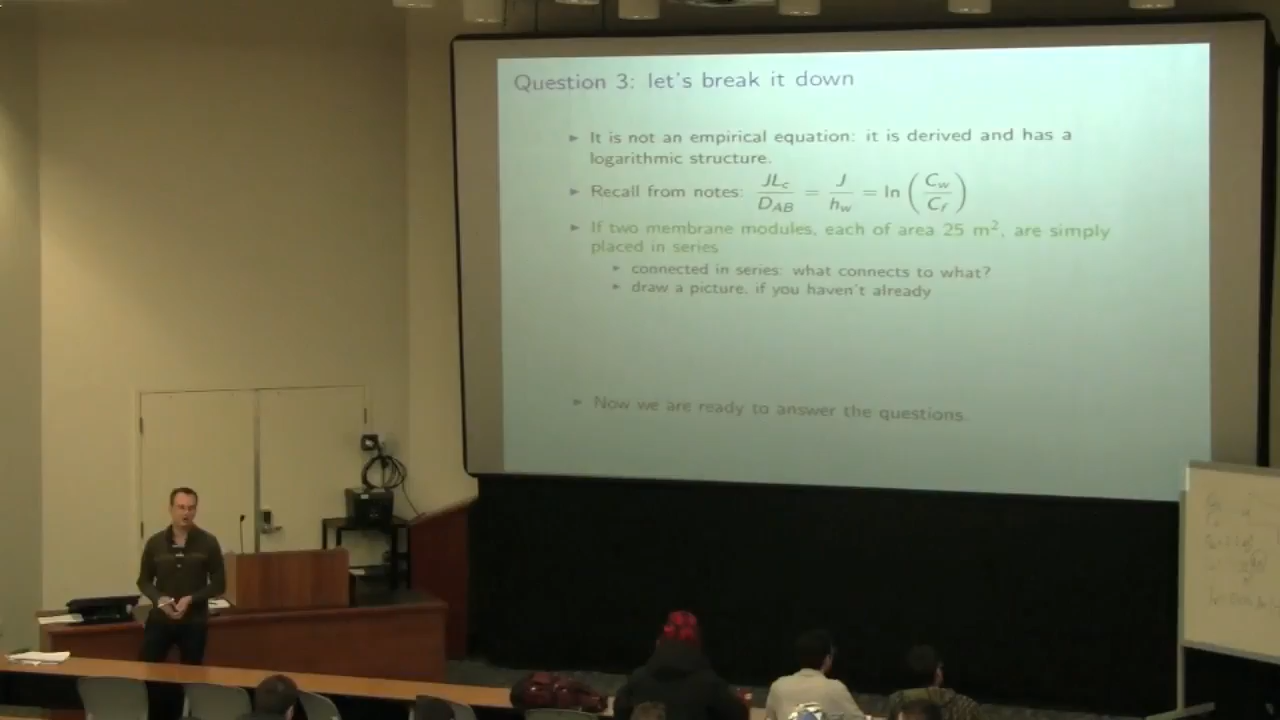 Question 3: let's break it down
► It is not an empirical equation: it is derived and has a
logarithmic structure.
► Recall from notes: JL_c / D_AB = J / h_w = ln ( C_w / C_f )
► If two membrane modules, each of area 25 m², are simply
placed in series
► connected in series: what connects to what?
► draw a picture, if you haven't already
► Now we are ready to answer the questions.